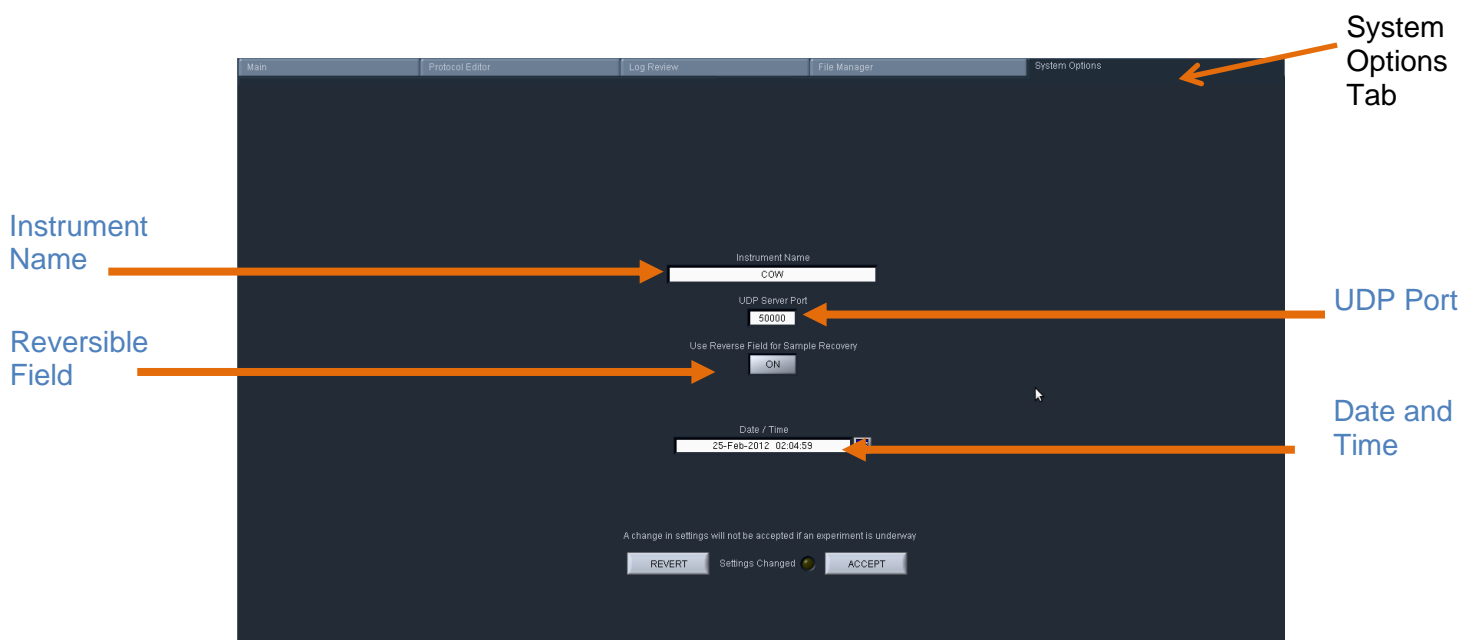 System
Options
Tab
Main Protocol Editor Log Review File Manager System Options
Instrument
Name
Instrument Name
COW
UDP Server Port
50000
UDP Port
Reversible
Field
Use Reverse Field for Sample Recovery
ON
Date and
Time
Date / Time
25-Feb-2012 02:04:59
A change in settings will not be accepted if an experiment is underway
REVERT Settings Changed ACCEPT